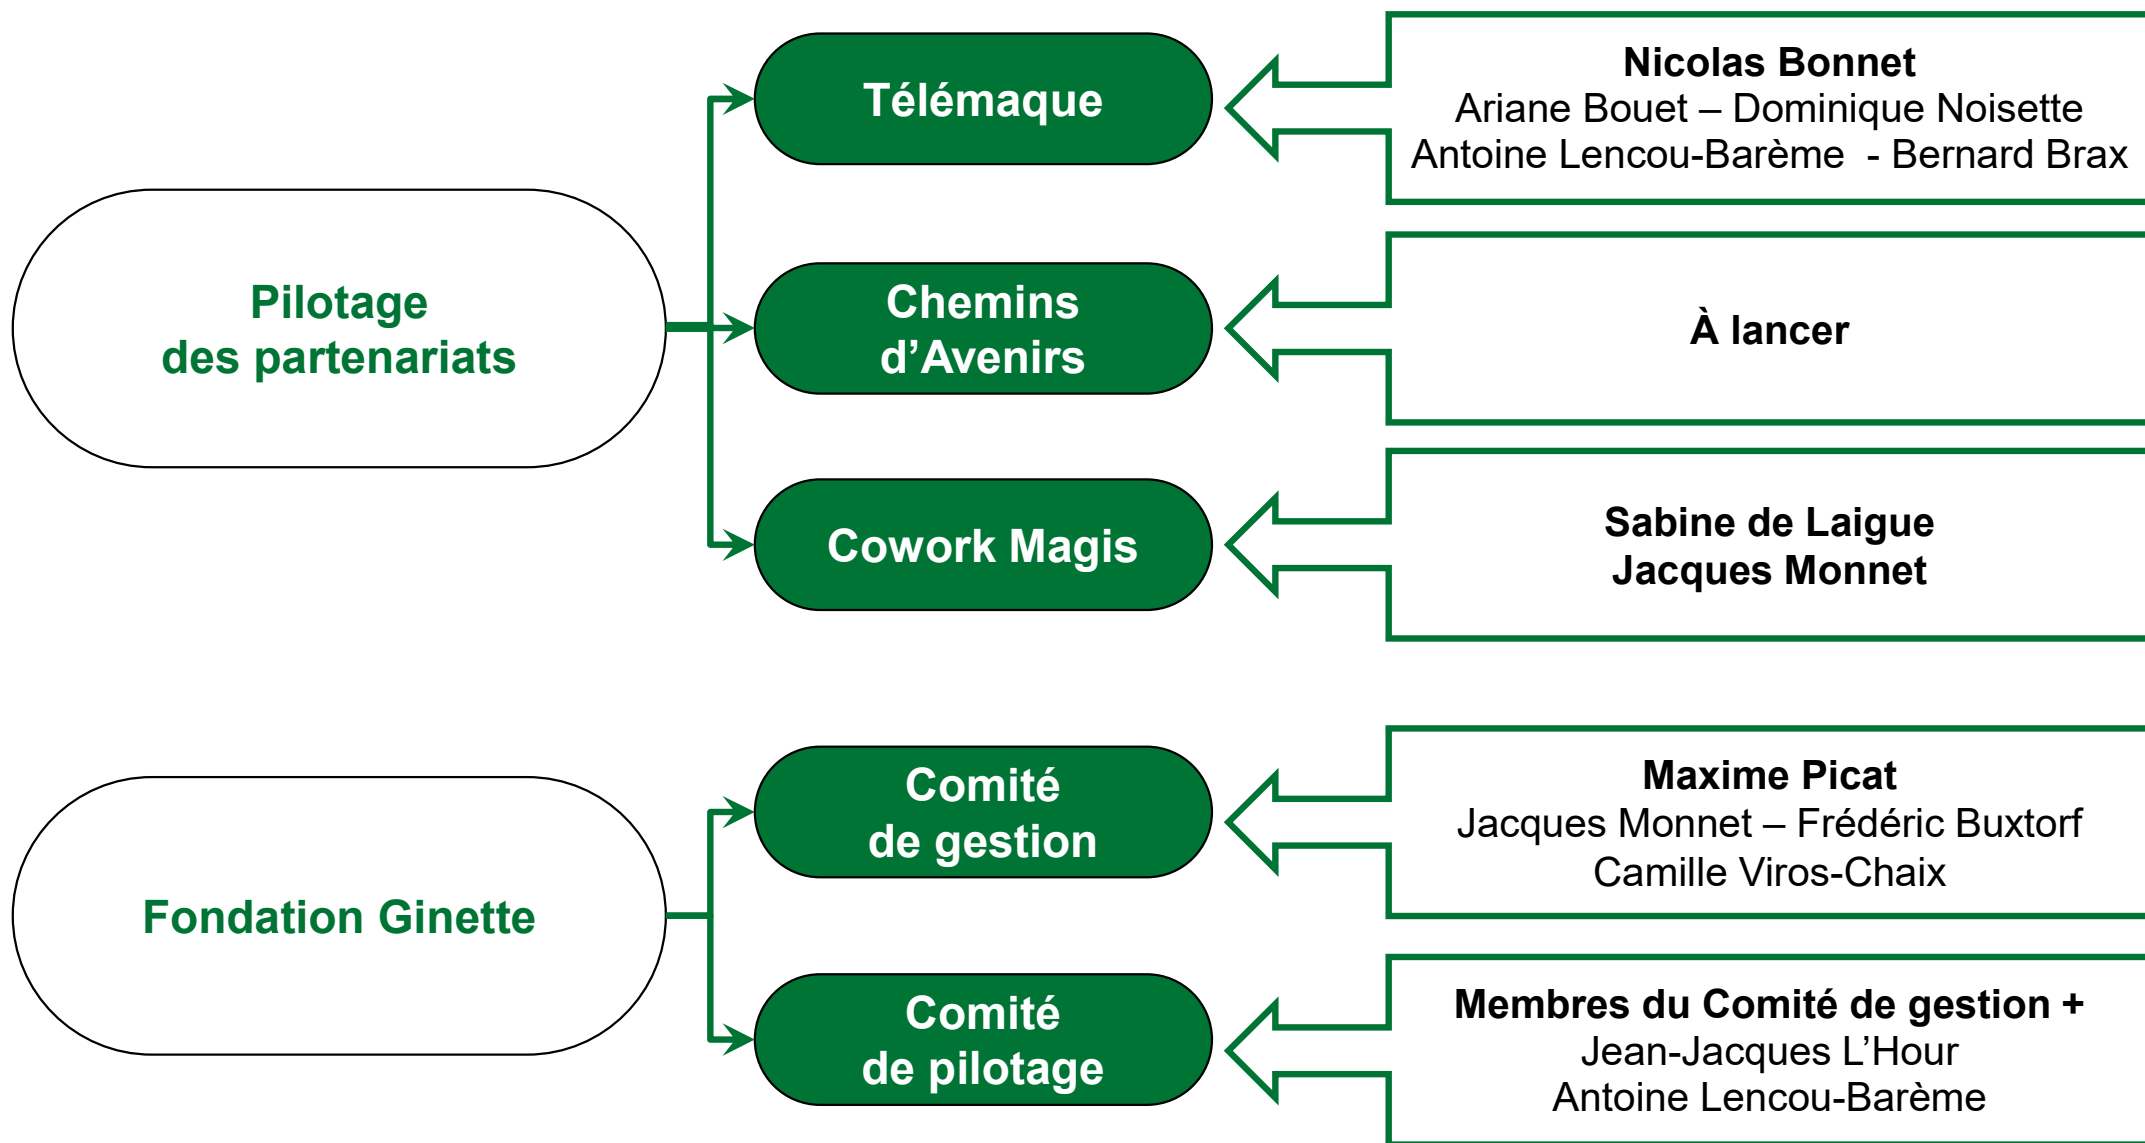 Pilotage
des partenariats
Télémaque
Nicolas Bonnet
Ariane Bouet – Dominique Noisette
Antoine Lencou-Barème  - Bernard Brax
Chemins
d’Avenirs
À lancer
Cowork Magis
Sabine de Laigue
Jacques Monnet
Fondation Ginette
Comité
de gestion
Maxime Picat
Jacques Monnet – Frédéric Buxtorf
Camille Viros-Chaix
Comité
de pilotage
Membres du Comité de gestion +
Jean-Jacques L’Hour
Antoine Lencou-Barème